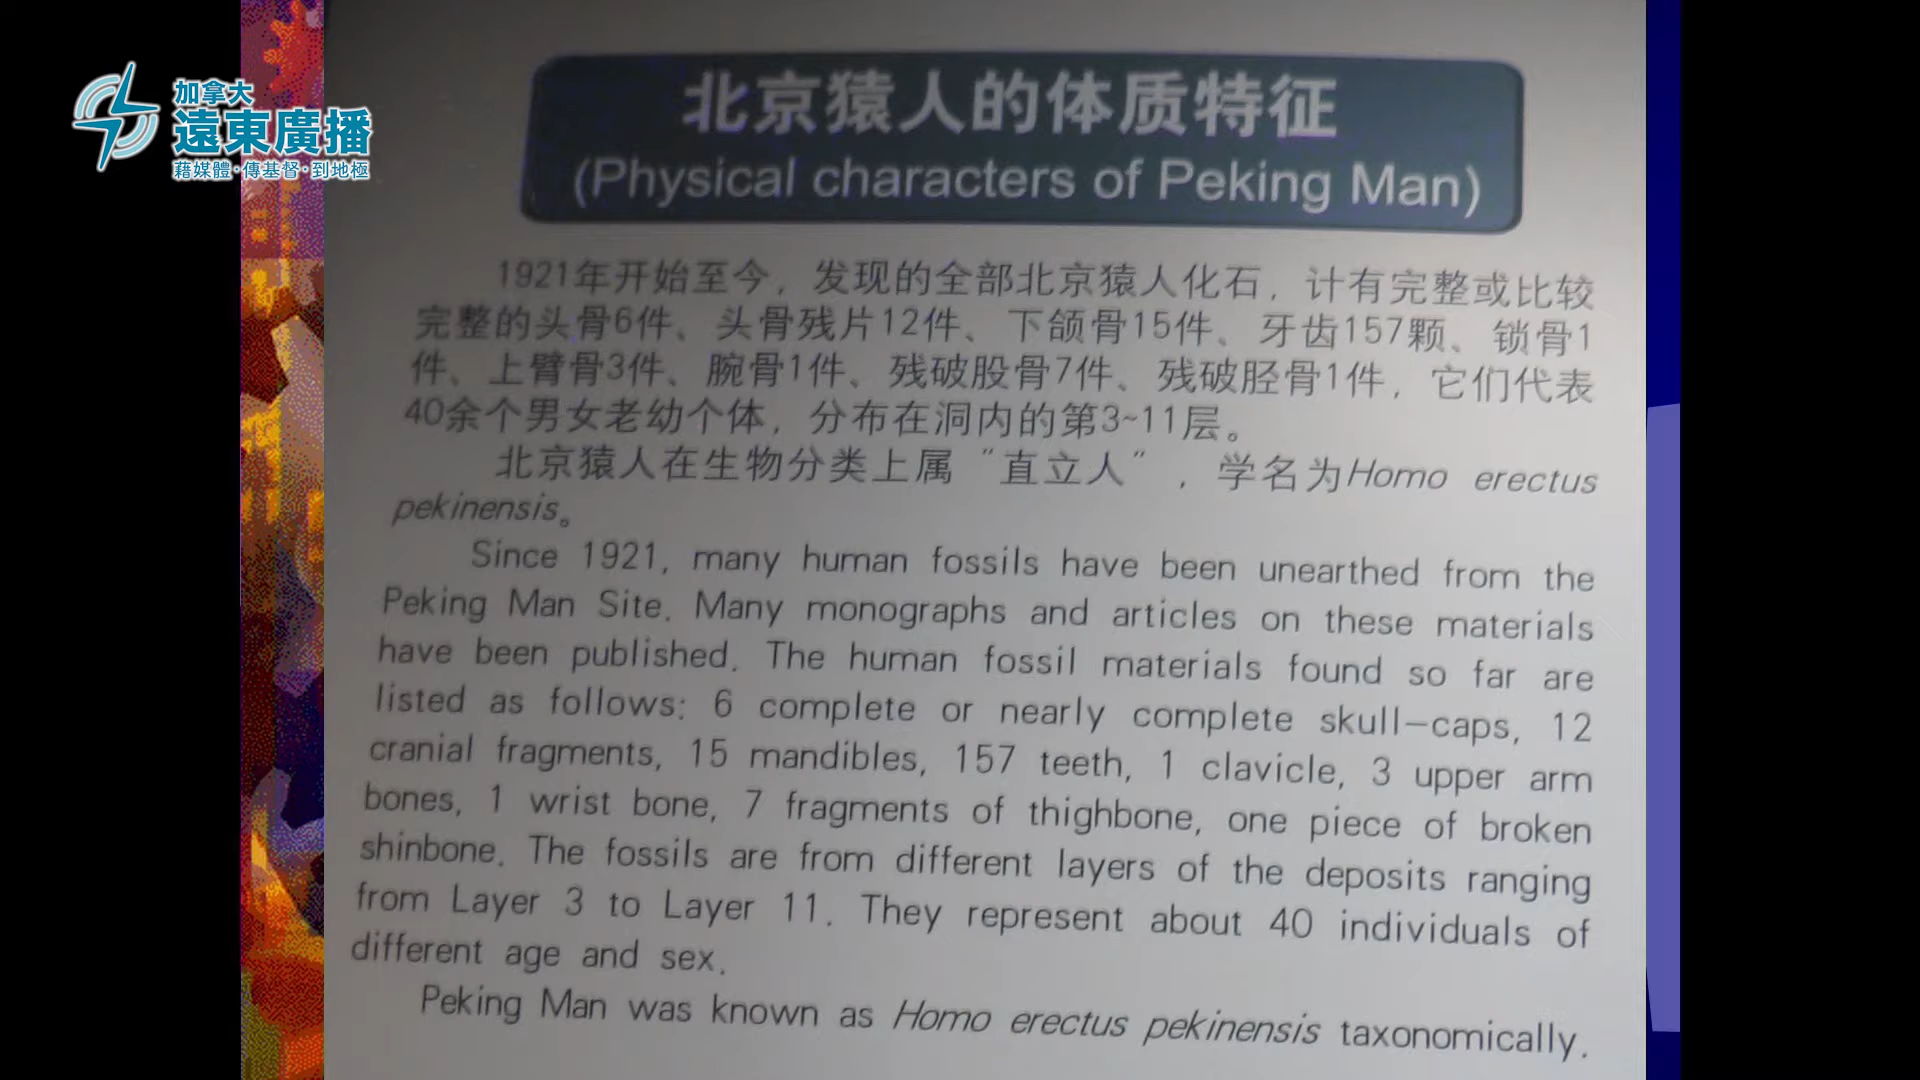 加拿大
遠東廣播
藉媒體·傳基督·到地極
北京猿人的体质特征
(Physical characters of Peking Man)
1921年开始至今，发现的全部北京猿人化石，计有完整或比较
完整的头骨6件、头骨残片12件、下颌骨15件、牙齿157颗、锁骨1
件、上臂骨3件、腕骨1件、残破股骨7件、残破胫骨1件，它们代表
40余个男女老幼个体，分布在洞内的第3~11层。
北京猿人在生物分类上属“直立人”，学名为Homo erectus
pekinensis。
Since 1921, many human fossils have been unearthed from the
Peking Man Site. Many monographs and articles on these materials
have been published. The human fossil materials found so far are
listed as follows: 6 complete or nearly complete skull-caps, 12
cranial fragments, 15 mandibles, 157 teeth, 1 clavicle, 3 upper arm
bones, 1 wrist bone, 7 fragments of thighbone, one piece of broken
shinbone. The fossils are from different layers of the deposits ranging
from Layer 3 to Layer 11. They represent about 40 individuals of
different age and sex.
Peking Man was known as Homo erectus pekinensis taxonomically.